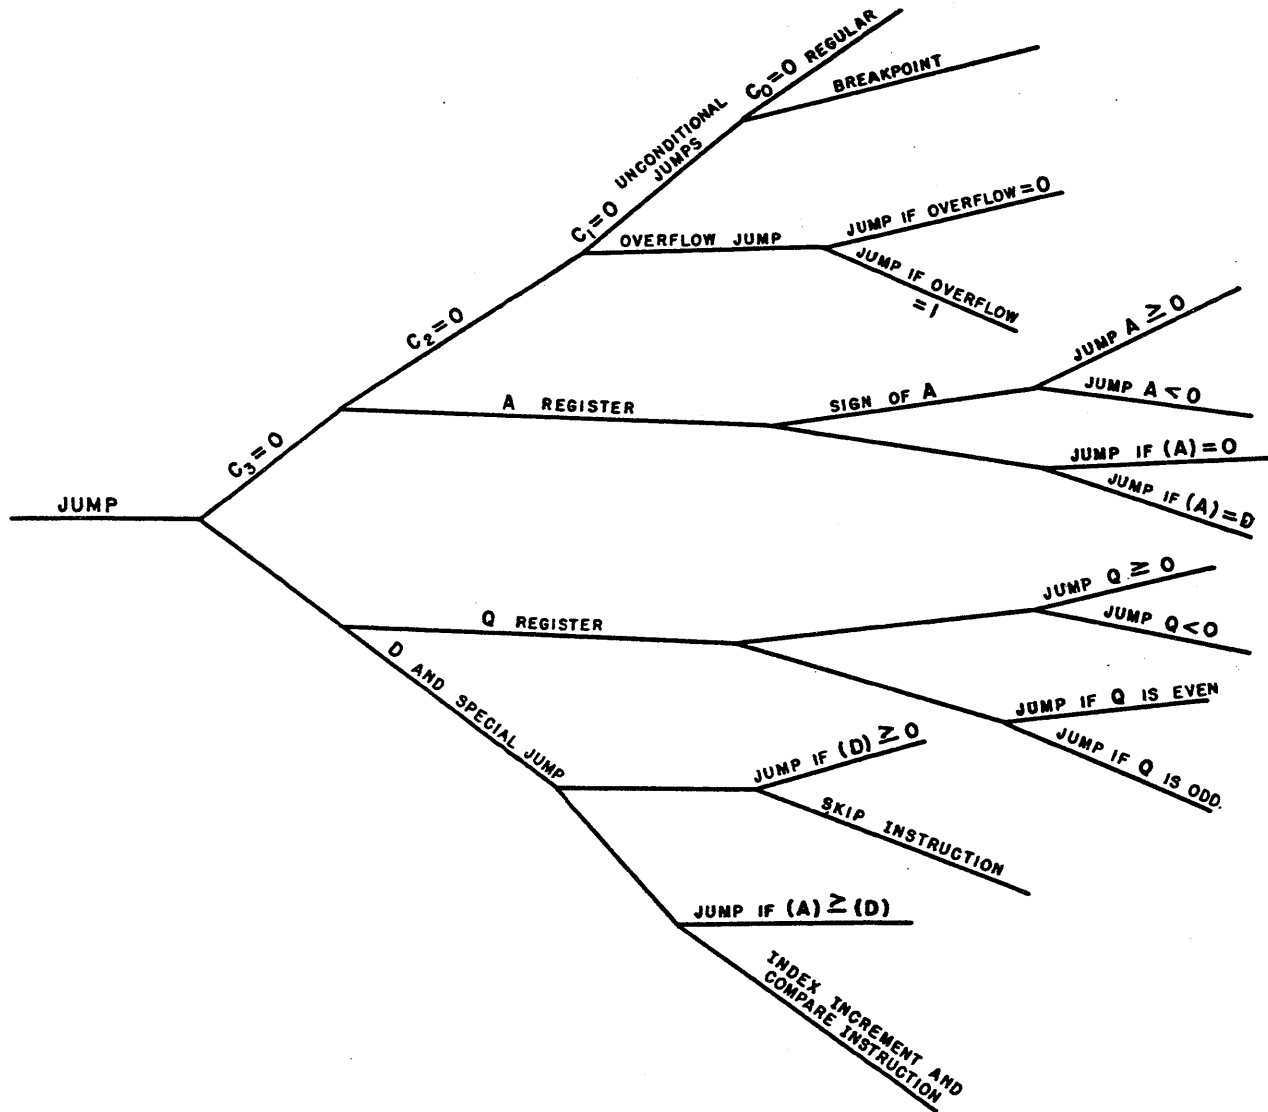 C₀=0 REGULAR
BREAKPOINT
UNCONDITIONAL
JUMPS
C₁=0
OVERFLOW JUMP
JUMP IF OVERFLOW=0
JUMP IF OVERFLOW
=1
C₂=0
A REGISTER
SIGN OF A
JUMP A ≥ 0
JUMP A < 0
JUMP IF (A)=0
JUMP IF (A)=D
C₃=0
JUMP
Q REGISTER
JUMP Q ≥ 0
JUMP Q<0
JUMP IF Q IS EVEN
JUMP IF Q IS ODD.
D AND SPECIAL JUMP
JUMP IF (D) ≥ 0
SKIP INSTRUCTION
JUMP IF (A) ≥ (D)
INDEX INCREMENT AND
COMPARE INSTRUCTION